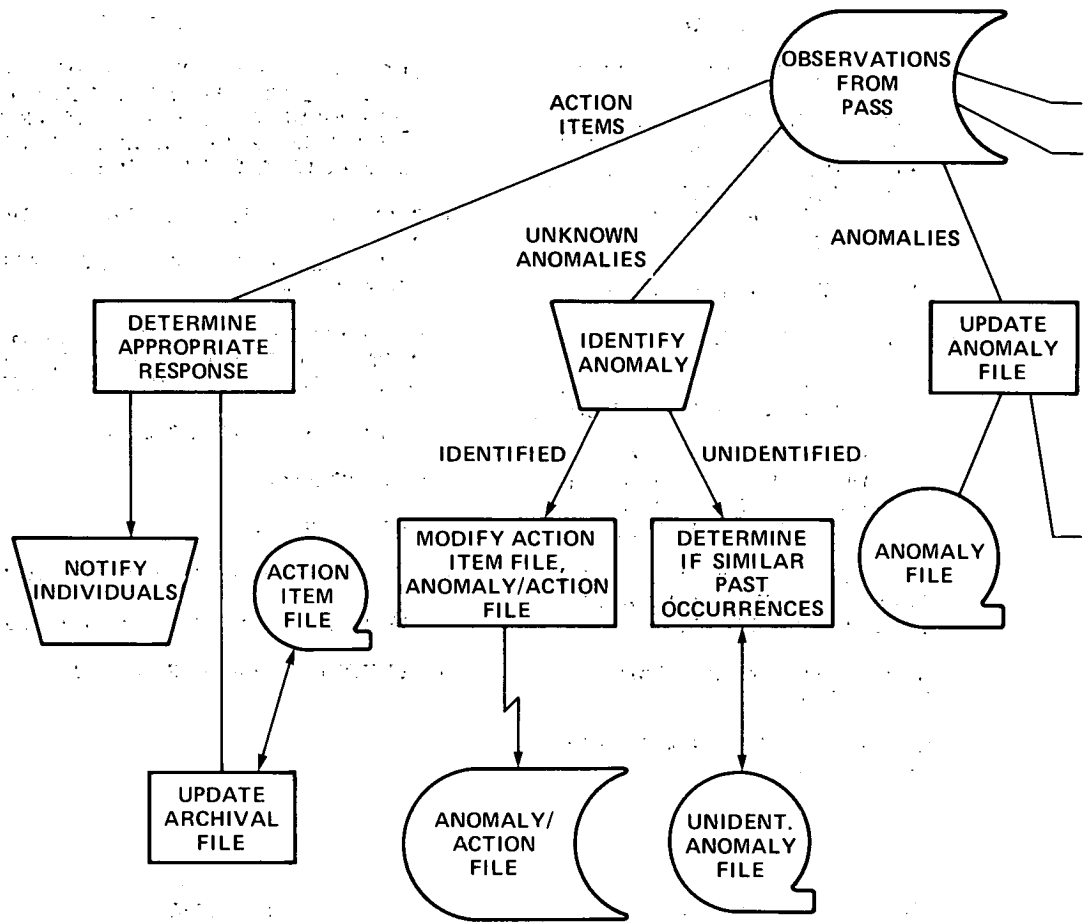 OBSERVATIONS
FROM
PASS
ACTION
ITEMS
UNKNOWN
ANOMALIES
ANOMALIES
DETERMINE
APPROPRIATE
RESPONSE
IDENTIFY
ANOMALY
UPDATE
ANOMALY
FILE
IDENTIFIED
UNIDENTIFIED
NOTIFY
INDIVIDUALS
ACTION
ITEM
FILE
MODIFY ACTION
ITEM FILE,
ANOMALY/ACTION
FILE
DETERMINE
IF SIMILAR
PAST
OCCURRENCES
ANOMALY
FILE
UPDATE
ARCHIVAL
FILE
ANOMALY/
ACTION
FILE
UNIDENT.
ANOMALY
FILE